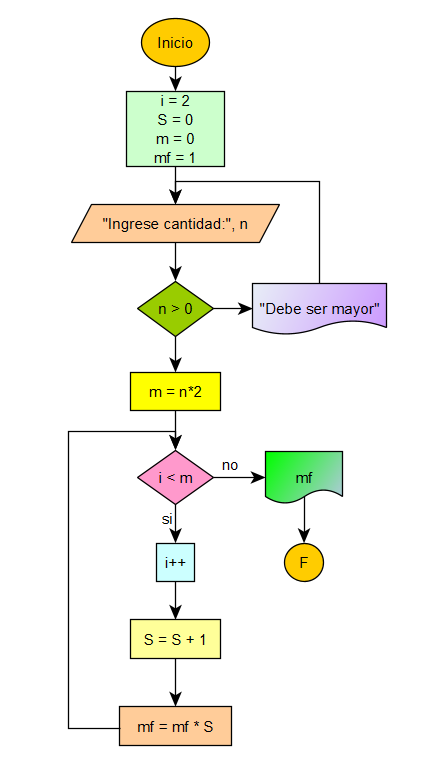 Inicio
i = 2
S = 0
m = 0
mf = 1
"Ingrese cantidad:", n
n > 0
"Debe ser mayor"
m = n*2
i < m
no
mf
si
i++
F
S = S + 1
mf = mf * S